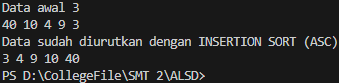 Data awal 3
40 10 4 9 3
Data sudah diurutkan dengan INSERTION SORT (ASC)
3 4 9 10 40
PS D:\CollegeFile\SMT 2\ALSD>